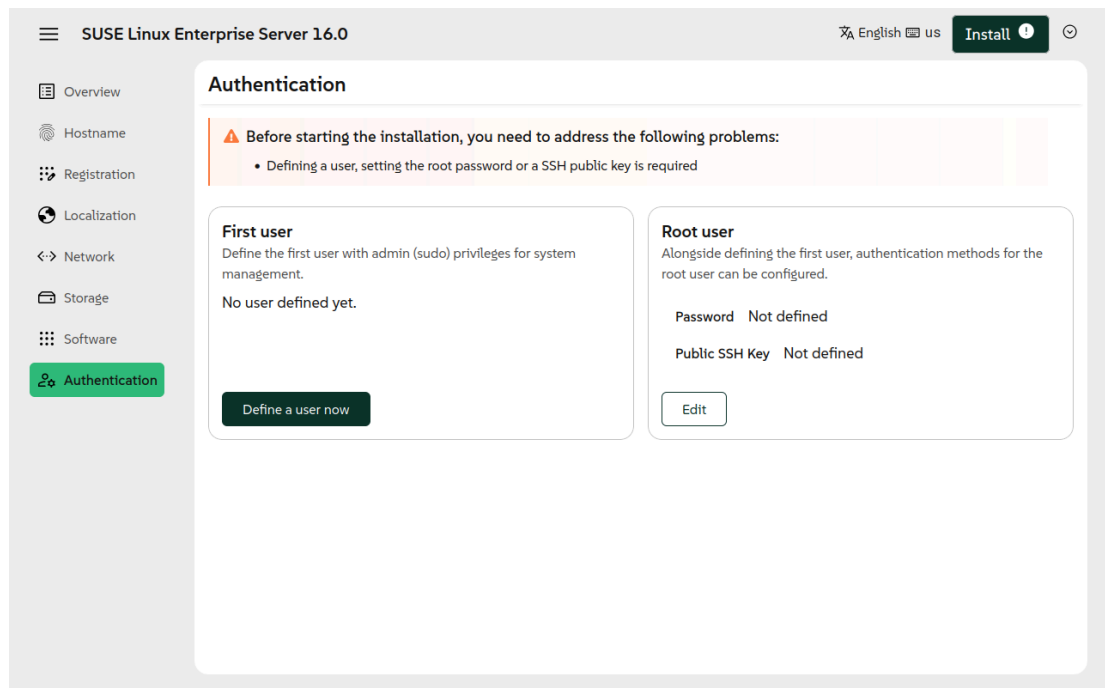 SUSE Linux Enterprise Server 16.0
English us
Install
Overview
Hostname
Registration
Localization
Network
Storage
Software
Authentication
Authentication
Before starting the installation, you need to address the following problems:
• Defining a user, setting the root password or a SSH public key is required
First user
Define the first user with admin (sudo) privileges for system
management.
No user defined yet.
Define a user now
Root user
Alongside defining the first user, authentication methods for the
root user can be configured.
Password Not defined
Public SSH Key Not defined
Edit